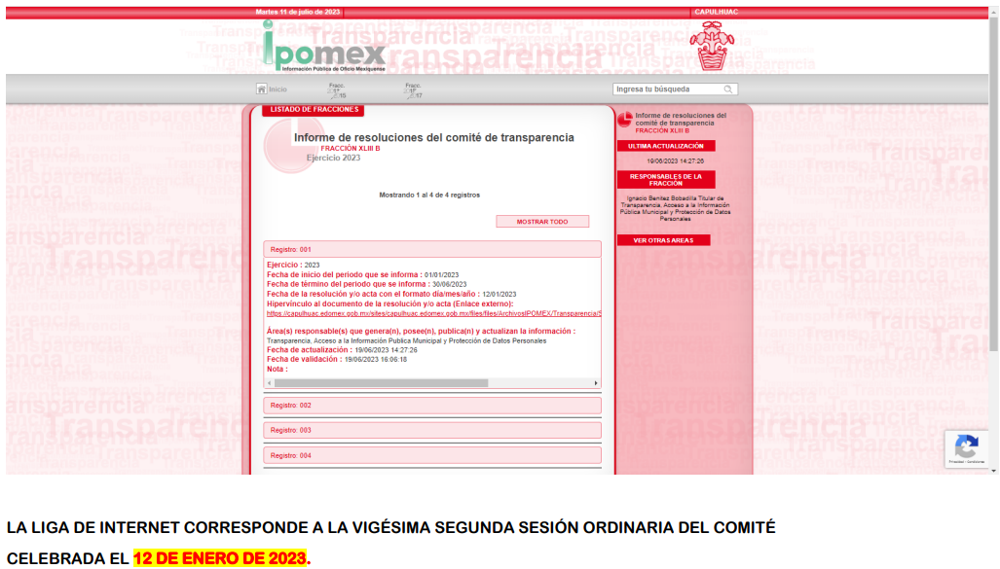 Martes 11 de julio de 2023
CAPULHUAC
ipomex
Información Pública de Oficio Mexiquense
Inicio
Fracc.
Fracc.
Ingresa tu búsqueda
LISTADO DE FRACCIONES
Informe de resoluciones del comité de transparencia
FRACCIÓN XLIII B
Ejercicio 2023
Mostrando 1 al 4 de 4 registros
MOSTRAR TODO
Registro: 001
Ejercicio : 2023
Fecha de inicio del periodo que se informa : 01/01/2023
Fecha de término del periodo que se informa : 30/06/2023
Fecha de la resolución y/o acta con el formato día/mes/año : 12/01/2023
Hipervínculo al documento de la resolución y/o acta (Enlace externo):
https://capulhuac.edomex.gob.mx/sites/capulhuac.edomex.gob.mx/files/files/ArchivosIPOMEX/Transparencia/5
Área(s) responsable(s) que genera(n), posee(n), publica(n) y actualizan la información :
Transparencia, Acceso a la Información Publica Municipal y Protección de Datos Personales
Fecha de actualización : 19/06/2023 14:27:26
Fecha de validación : 19/06/2023 16:06:18
Nota :
Registro: 002
Registro: 003
Registro: 004
Informe de resoluciones del
comité de transparencia
FRACCIÓN XLIII B
ULTIMA ACTUALIZACIÓN
19/06/2023 14:27:26
RESPONSABLES DE LA
FRACCIÓN
Ignacio Benitez Bobadilla Titular de
Transparencia, Acceso a la Información
Pública Municipal y Protección de Datos
Personales
VER OTRAS AREAS
Privacidad - Condiciones
LA LIGA DE INTERNET CORRESPONDE A LA VIGÉSIMA SEGUNDA SESIÓN ORDINARIA DEL COMITÉ
CELEBRADA EL 12 DE ENERO DE 2023.